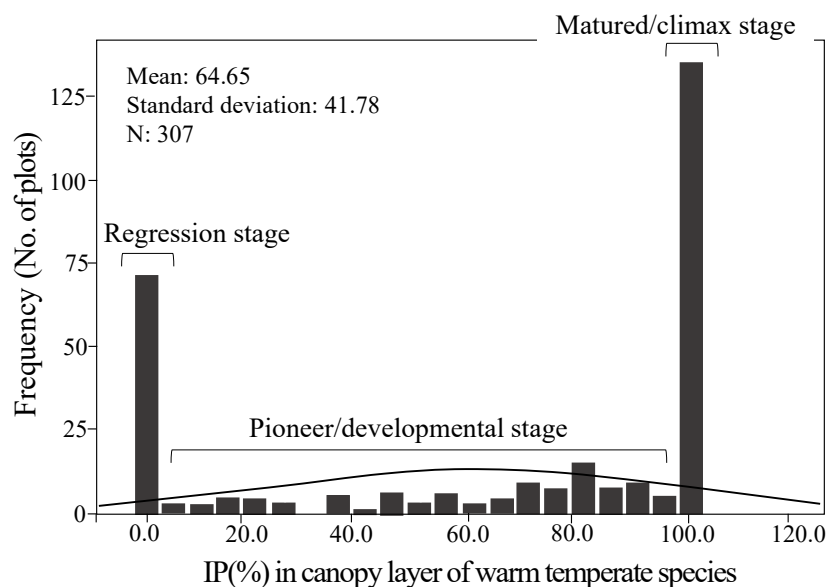 Matured/climax stage
Mean: 64.65
Standard deviation: 41.78
N: 307
Regression stage
Pioneer/developmental stage
Frequency (No. of plots)
125
100
75
50
25
0
0.0 20.0 40.0 60.0 80.0 100.0 120.0
IP(%) in canopy layer of warm temperate species